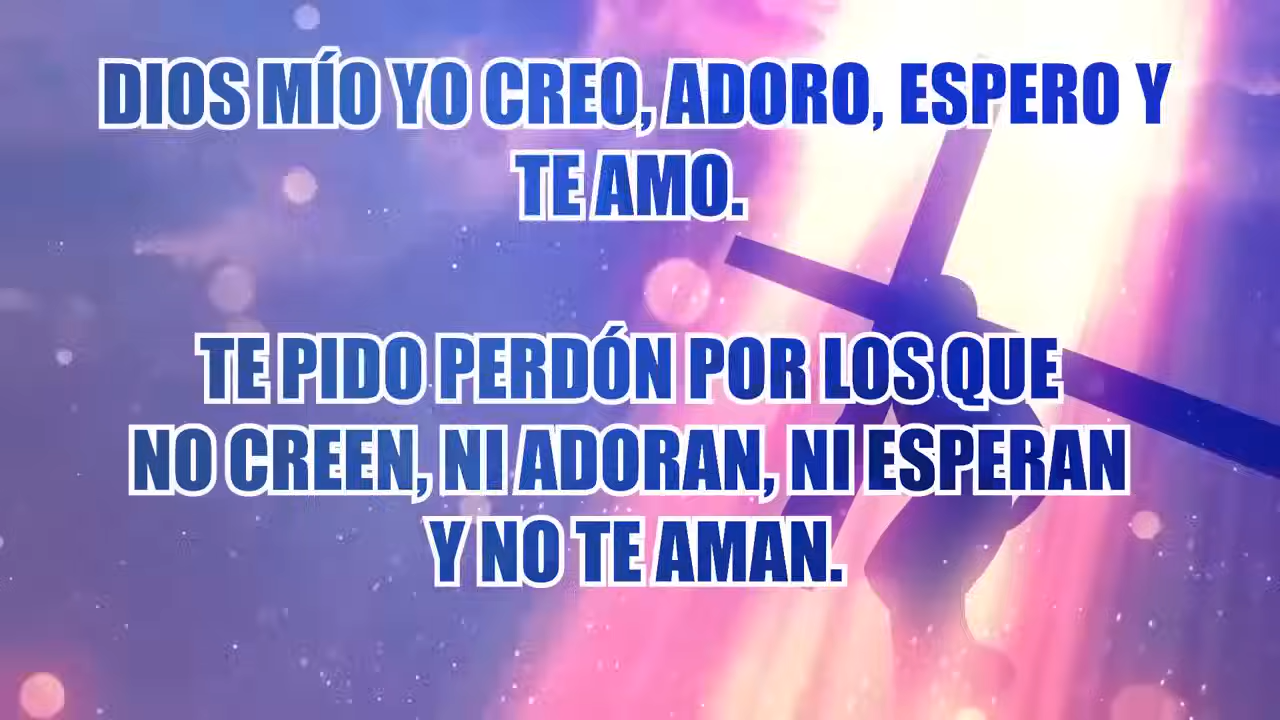 DIOS MÍO YO CREO, ADORO, ESPERO Y
TE AMO.
TE PIDO PERDÓN POR LOS QUE
NO CREEN, NI ADORAN, NI ESPERAN
Y NO TE AMAN.